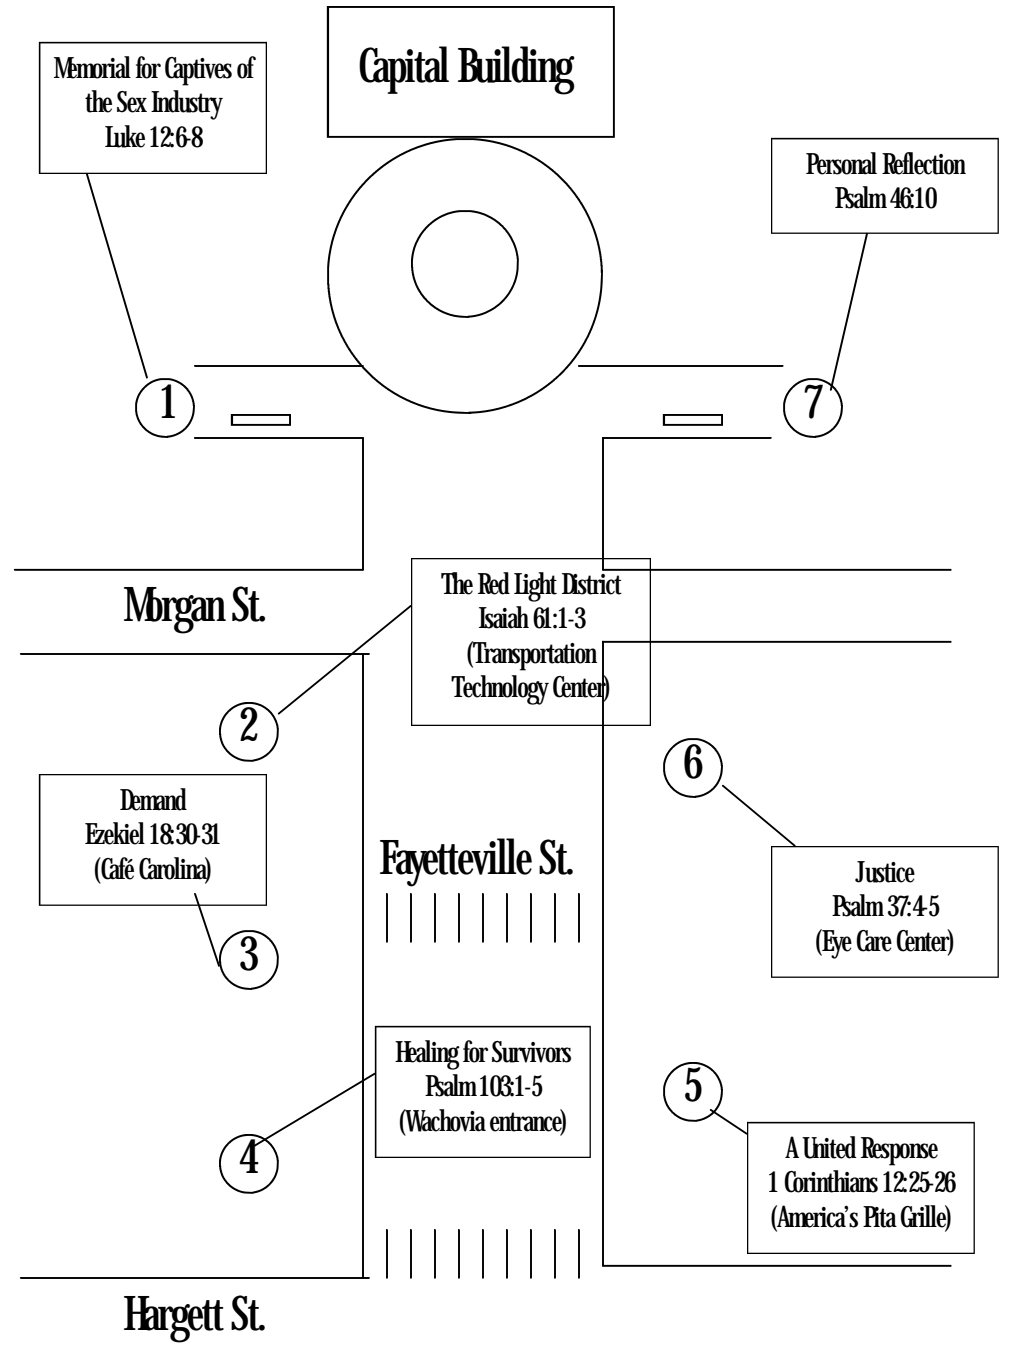 Capital Building
Memorial for Captives of
the Sex Industry
Luke 12:6-8
Personal Reflection
Psalm 46:10
1
7
The Red Light District
Isaiah 61:1-3
(Transportation
Technology Center)
Morgan St.
2
6
Demand
Ezekiel 18:30-31
(Café Carolina)
Fayetteville St.
Justice
Psalm 37:4-5
(Eye Care Center)
3
Healing for Survivors
Psalm 103:1-5
(Wachovia entrance)
5
4
A United Response
1 Corinthians 12:25-26
(America's Pita Grille)
Hargett St.